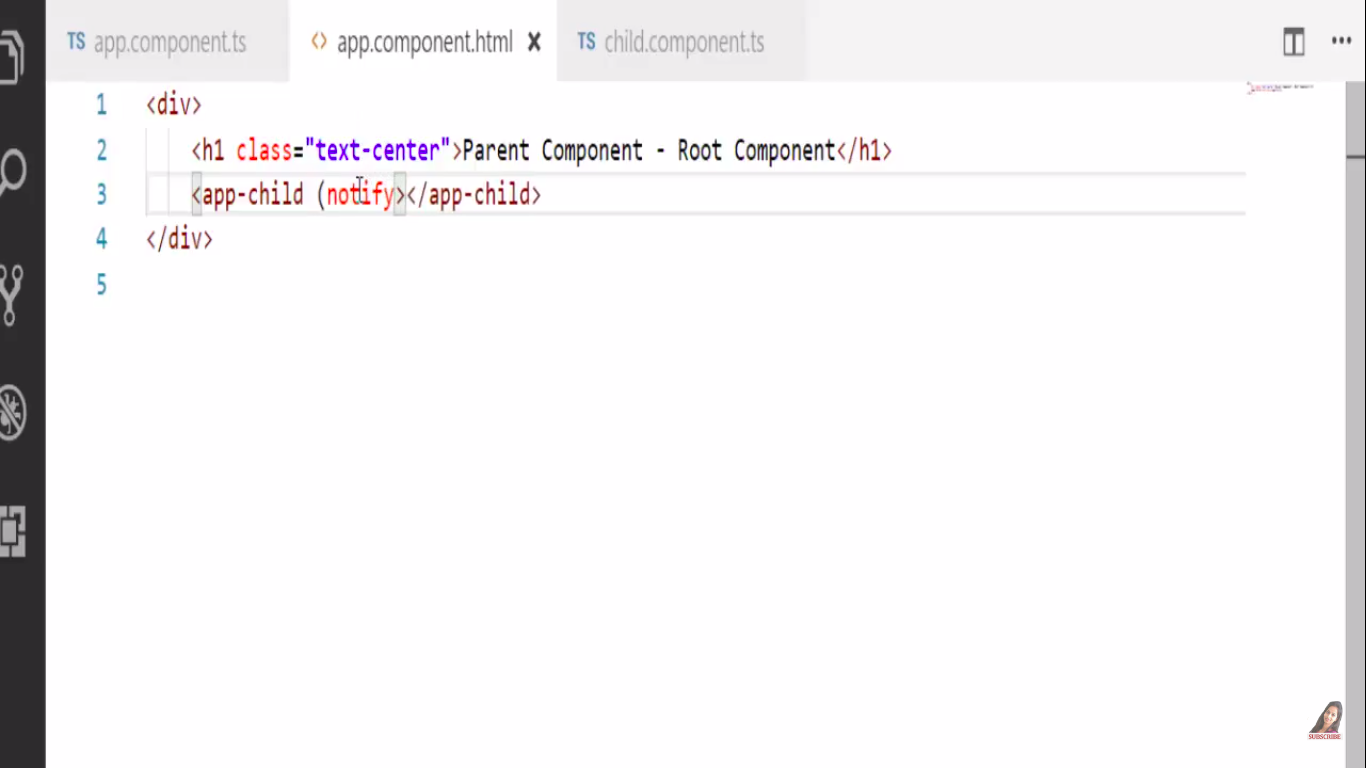 TS app.component.ts <> app.component.html x TS child.component.ts ...
1 <div>
2 <h1 class="text-center">Parent Component - Root Component</h1>
3 <app-child (notify></app-child>
4 </div>
5
SUBSCRIBE